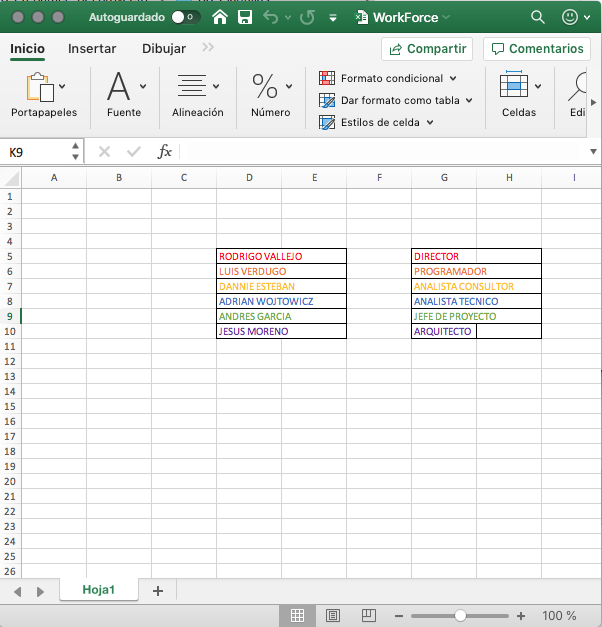 Autoguardado
WorkForce
Inicio Insertar Dibujar
Compartir Comentarios
Portapapeles
Fuente
Alineación
%
Número
Formato condicional
Dar formato como tabla
Estilos de celda
Celdas
Edi
K9 fx
A B C D E F G H I
1
2
3
4
5 RODRIGO VALLEJO DIRECTOR
6 LUIS VERDUGO PROGRAMADOR
7 DANNIE ESTEBAN ANALISTA CONSULTOR
8 ADRIAN WOJTOWICZ ANALISTA TECNICO
9 ANDRES GARCIA JEFE DE PROYECTO
10 JESUS MORENO ARQUITECTO
11
12
13
14
15
16
17
18
19
20
21
22
23
24
25
26
Hoja1 +
100 %